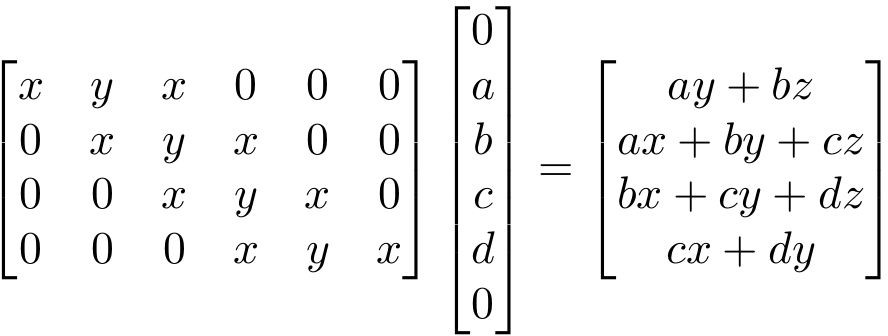 [x y x 0 0 0] [0] [ay + bz]
[0 x y x 0 0] [a] [ax + by + cz]
[0 0 x y x 0] [b] = [bx + cy + dz]
[0 0 0 x y x] [c] [cx + dy]
[d]
[0]